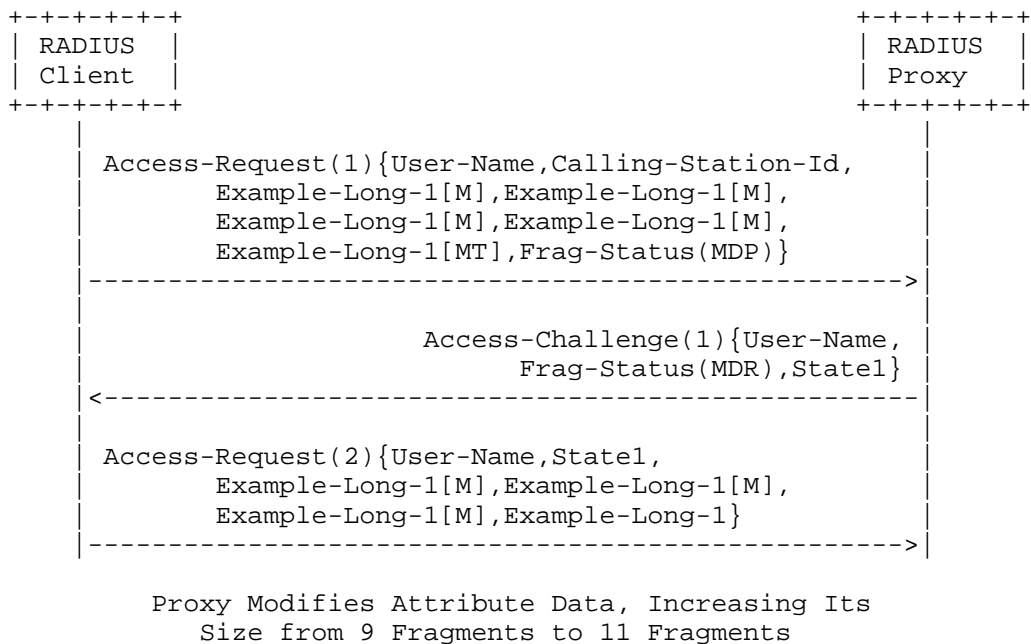 +-+-+-+-+-+ +-+-+-+-+-+
| RADIUS | | RADIUS |
| Client | | Proxy |
+-+-+-+-+-+ +-+-+-+-+-+
Access-Request(1){User-Name,Calling-Station-Id,
Example-Long-1[M],Example-Long-1[M],
Example-Long-1[M],Example-Long-1[M],
Example-Long-1[MT],Frag-Status(MDP)}
Access-Challenge(1){User-Name,
Frag-Status(MDR),State1}
Access-Request(2){User-Name,State1,
Example-Long-1[M],Example-Long-1[M],
Example-Long-1[M],Example-Long-1}
Proxy Modifies Attribute Data, Increasing Its
Size from 9 Fragments to 11 Fragments